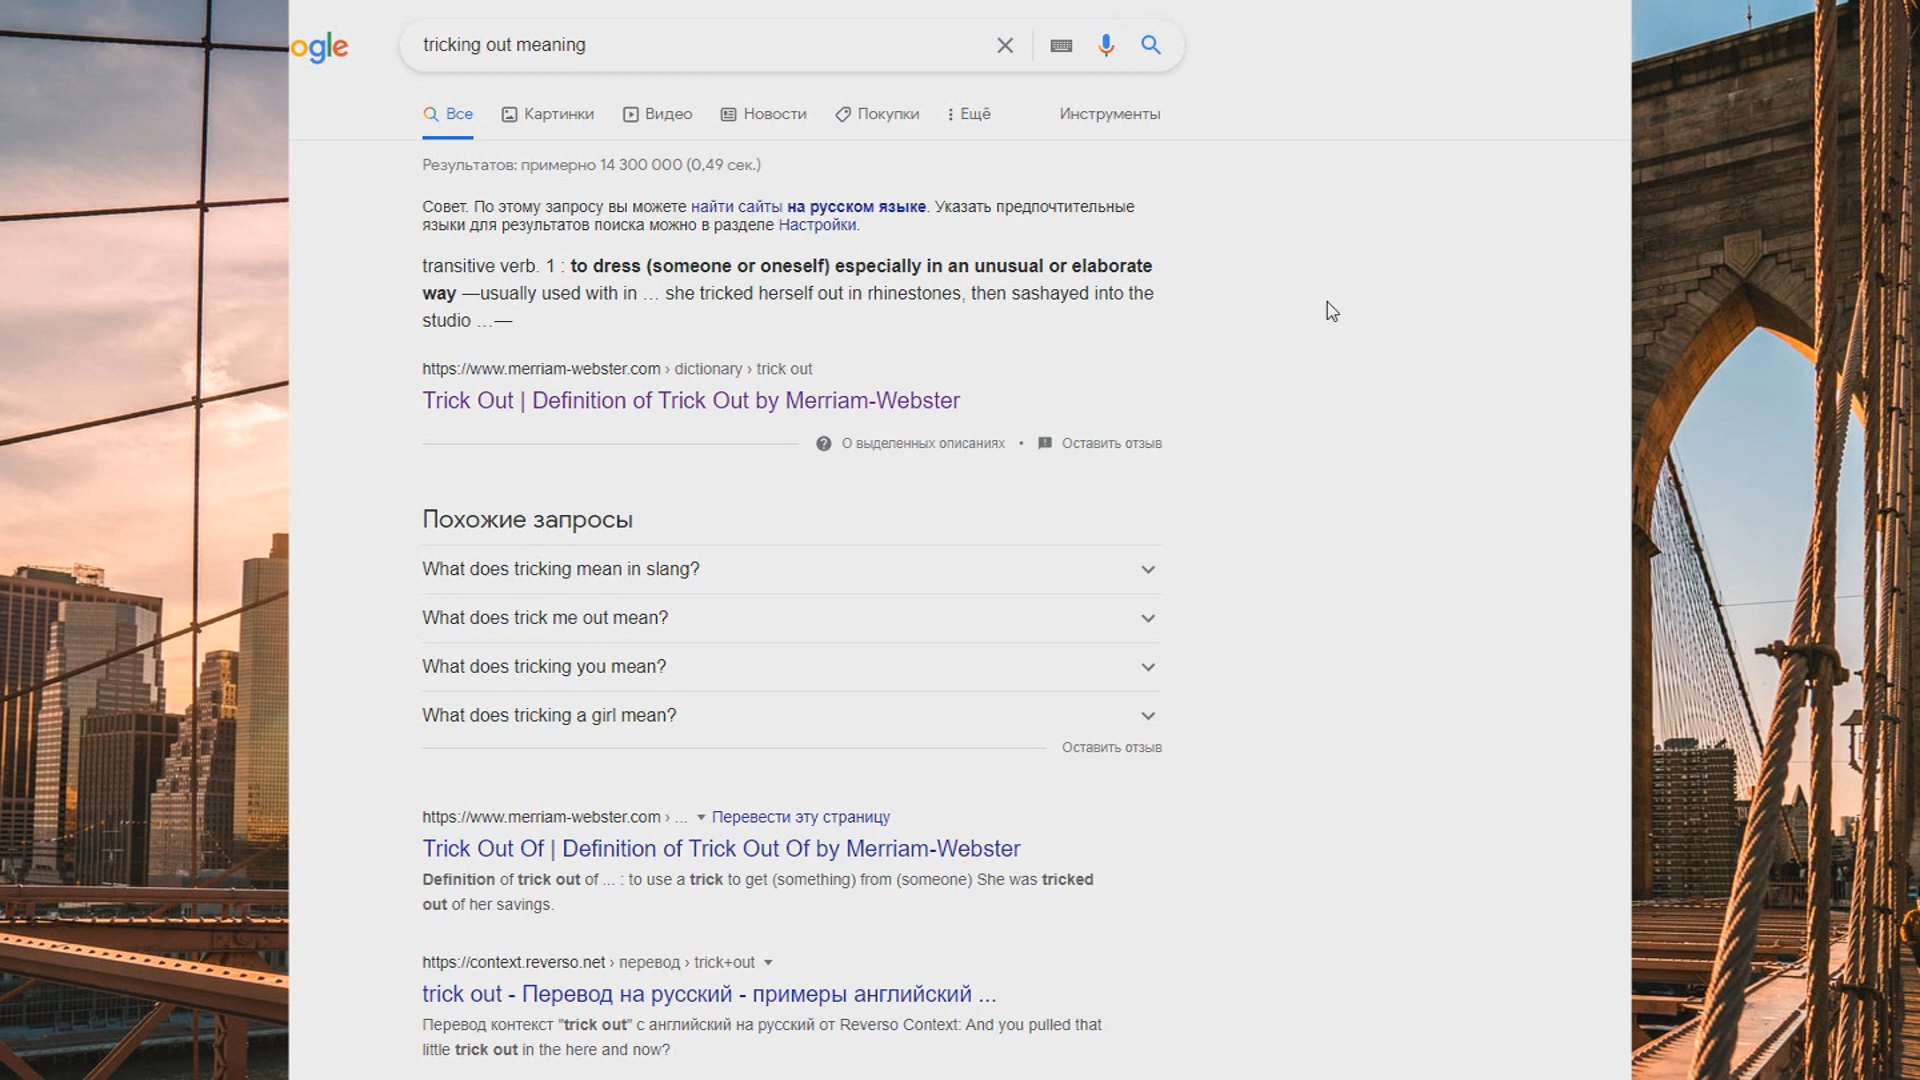 ogle
tricking out meaning
Все Картинки Видео Новости Покупки Ещё Инструменты
Результатов: примерно 14 300 000 (0,49 сек.)
Совет. По этому запросу вы можете найти сайты на русском языке. Указать предпочтительные
языки для результатов поиска можно в разделе Настройки.
transitive verb. 1 : to dress (someone or oneself) especially in an unusual or elaborate
way —usually used with in ... she tricked herself out in rhinestones, then sashayed into the
studio ...—
https://www.merriam-webster.com › dictionary › trick out
Trick Out | Definition of Trick Out by Merriam-Webster
О выделенных описаниях • Оставить отзыв
Похожие запросы
What does tricking mean in slang?
What does trick me out mean?
What does tricking you mean?
What does tricking a girl mean?
Оставить отзыв
https://www.merriam-webster.com › ... Перевести эту страницу
Trick Out Of | Definition of Trick Out Of by Merriam-Webster
Definition of trick out of ... : to use a trick to get (something) from (someone) She was tricked
out of her savings.
https://context.reverso.net › перевод › trick+out
trick out - Перевод на русский - примеры английский ...
Перевод контекст "trick out" c английский на русский от Reverso Context: And you pulled that
little trick out in the here and now?